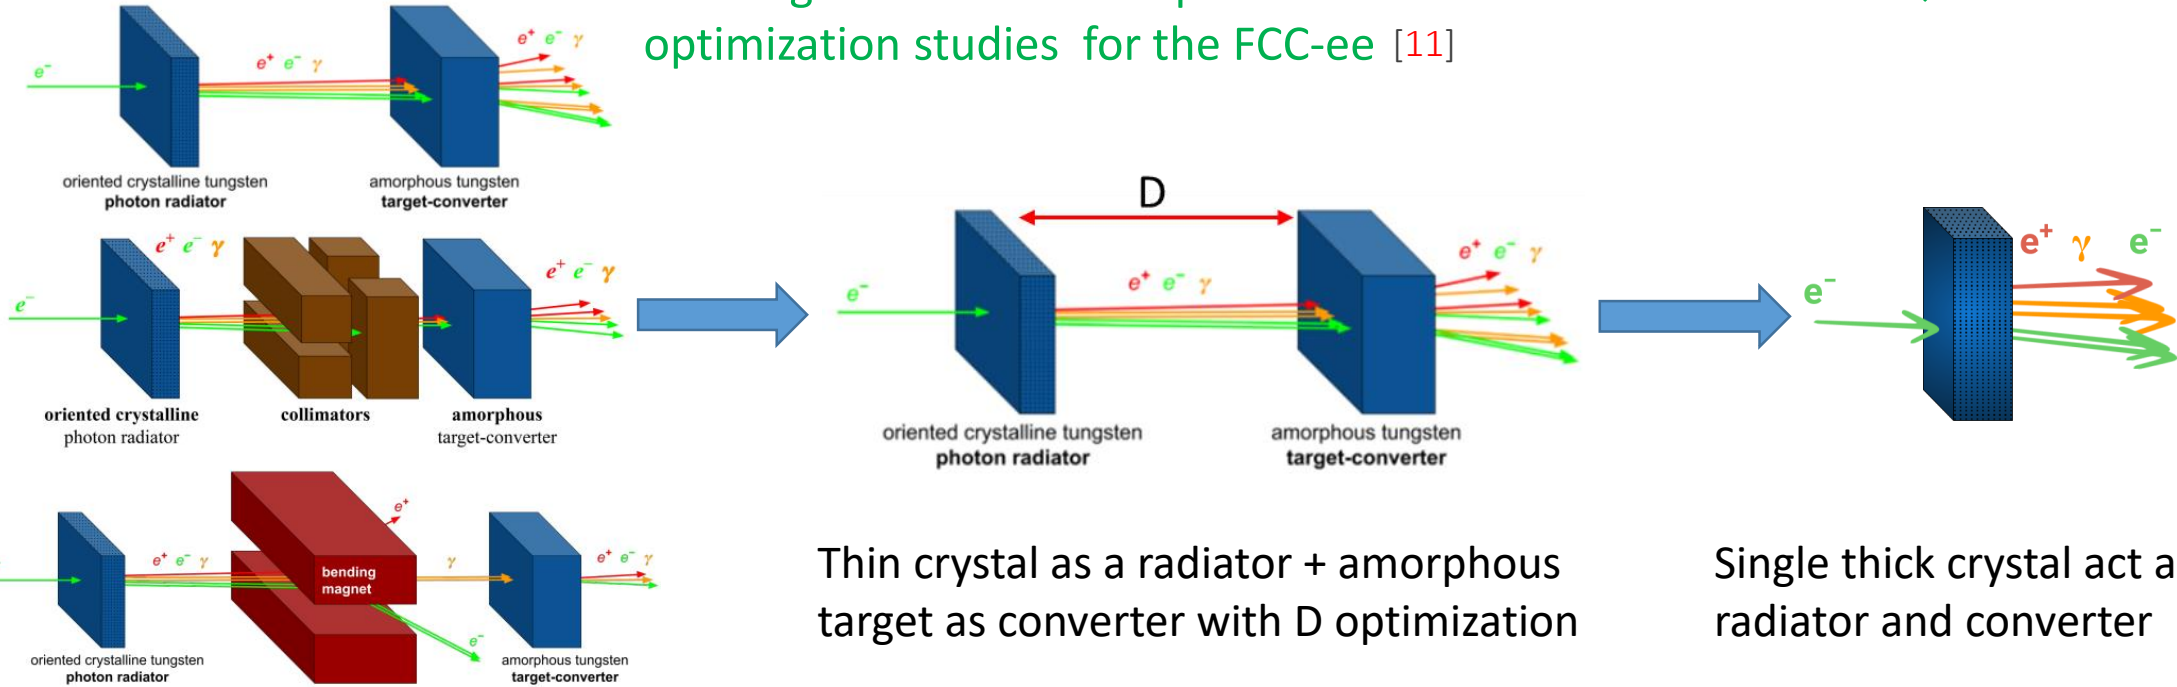 optimization studies for the FCC-ee [11]
e⁻
e⁺ e⁻ γ
e⁺ e⁻ γ
oriented crystalline tungsten
photon radiator
amorphous tungsten
target-converter
e⁺ e⁻ γ
e⁻
e⁺ e⁻ γ
oriented crystalline
photon radiator
collimators
amorphous
target-converter
e⁺ e⁻ γ
bending
magnet
e⁺
γ
e⁻
e⁺ e⁻ γ
oriented crystalline tungsten
photon radiator
amorphous tungsten
target-converter
D
e⁻
e⁺ e⁻ γ
e⁺ e⁻ γ
oriented crystalline tungsten
photon radiator
amorphous tungsten
target-converter
Thin crystal as a radiator + amorphous
target as converter with D optimization
e⁻
e⁺ γ e⁻
Single thick crystal act a
radiator and converter